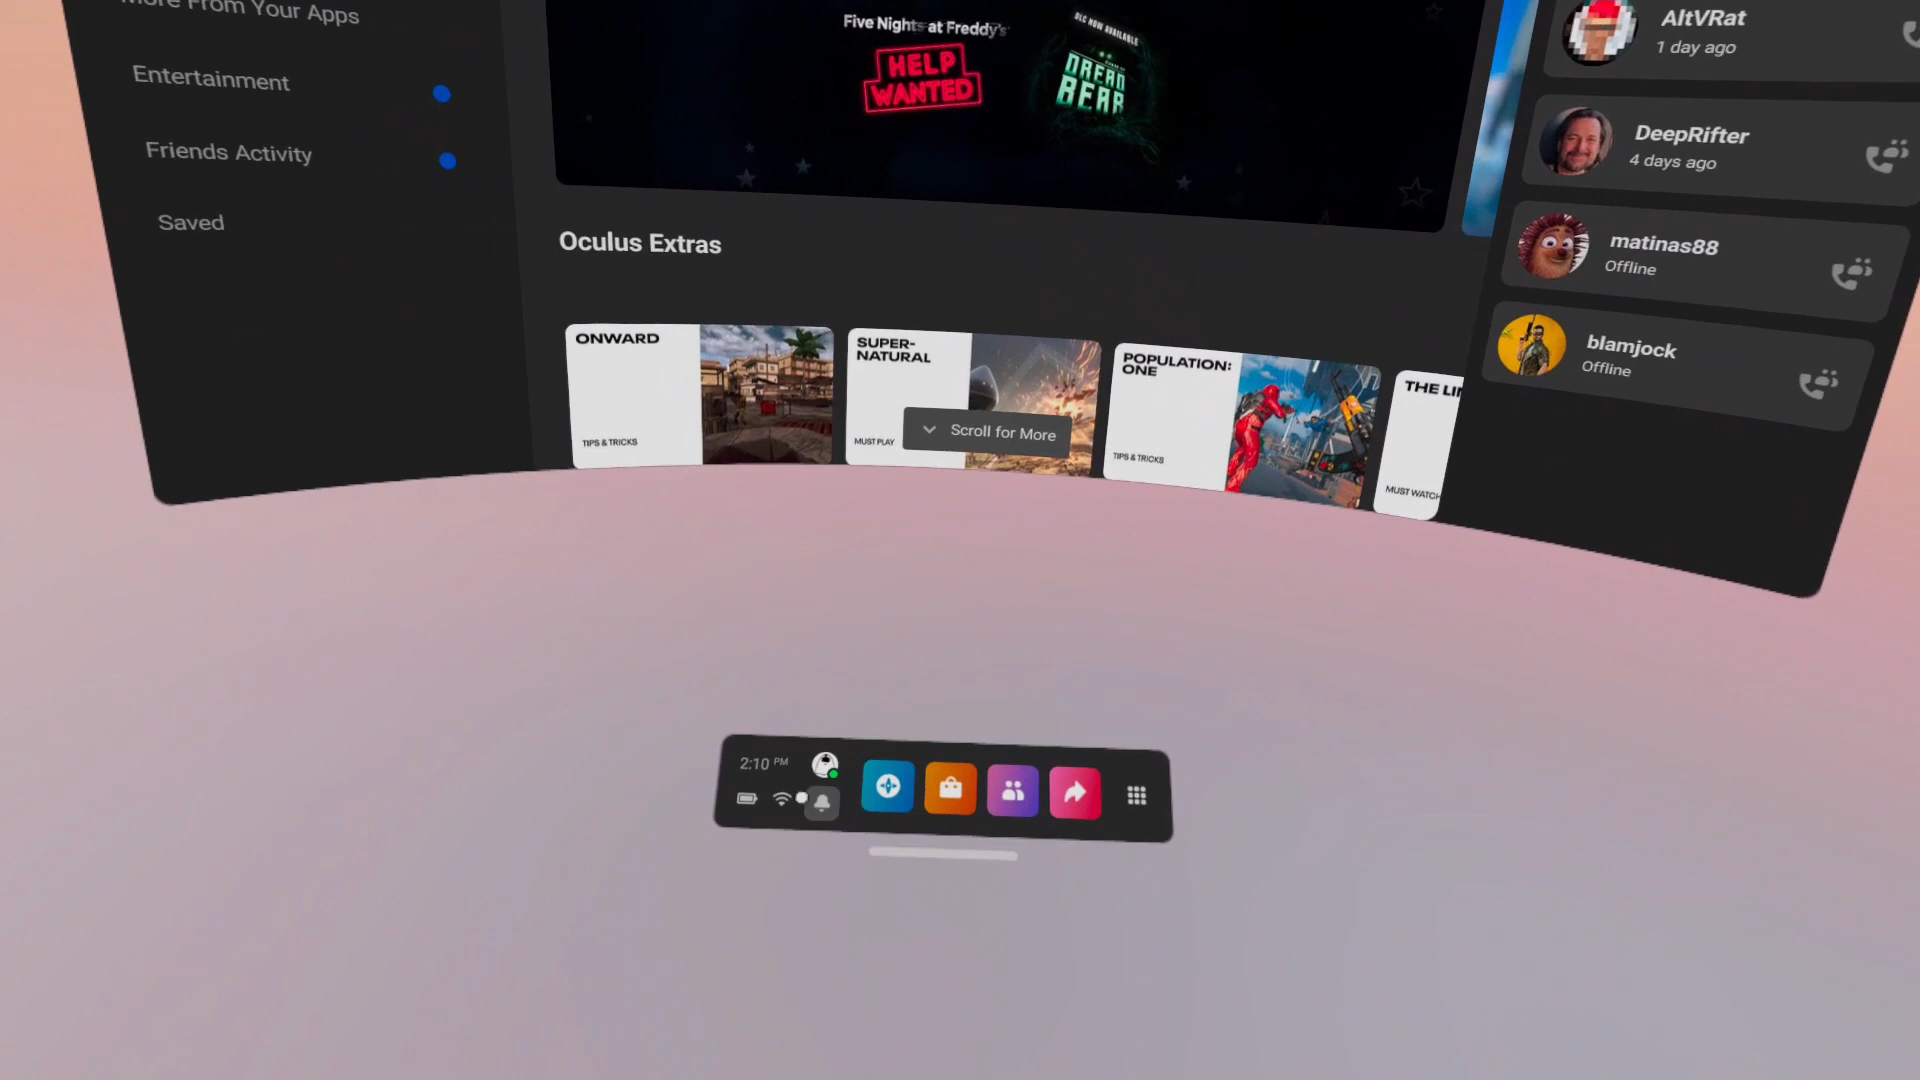 More From Your Apps
Entertainment
Friends Activity
Saved
Five Nights at Freddy's
HELP
WANTED
DLC NOW AVAILABLE
DREAD
BEAR
Oculus Extras
ONWARD
TIPS & TRICKS
SUPER-
NATURAL
MUST PLAY
Scroll for More
POPULATION:
ONE
TIPS & TRICKS
THE LI
MUST WATCH
AltVRat
1 day ago
DeepRifter
4 days ago
matinas88
Offline
blamjock
Offline
2:10 PM